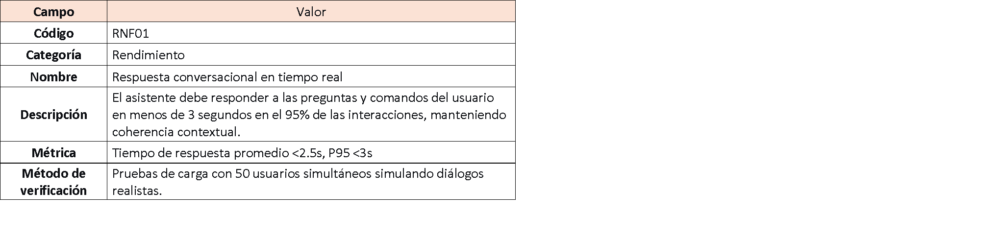 Campo Valor
Código RNF01
Categoría Rendimiento
Nombre Respuesta conversacional en tiempo real
Descripción El asistente debe responder a las preguntas y comandos del usuario
en menos de 3 segundos en el 95% de las interacciones, manteniendo
coherencia contextual.
Métrica Tiempo de respuesta promedio <2.5s, P95 <3s
Método de
verificación
Pruebas de carga con 50 usuarios simultáneos simulando diálogos
realistas.